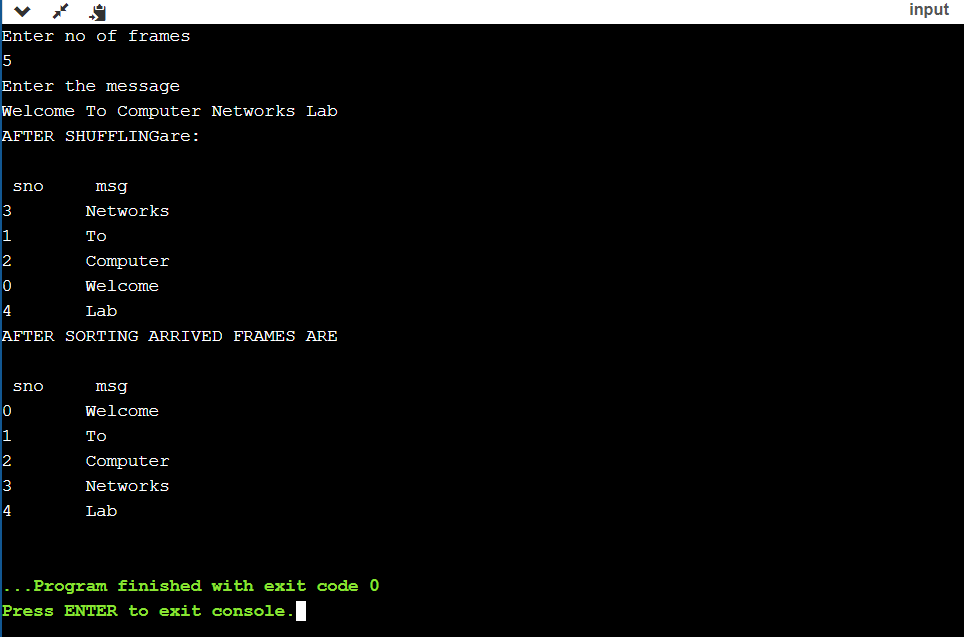 input
Enter no of frames
5
Enter the message
Welcome To Computer Networks Lab
AFTER SHUFFLINGare:
sno msg
3 Networks
1 To
2 Computer
0 Welcome
4 Lab
AFTER SORTING ARRIVED FRAMES ARE
sno msg
0 Welcome
1 To
2 Computer
3 Networks
4 Lab
...Program finished with exit code 0
Press ENTER to exit console.